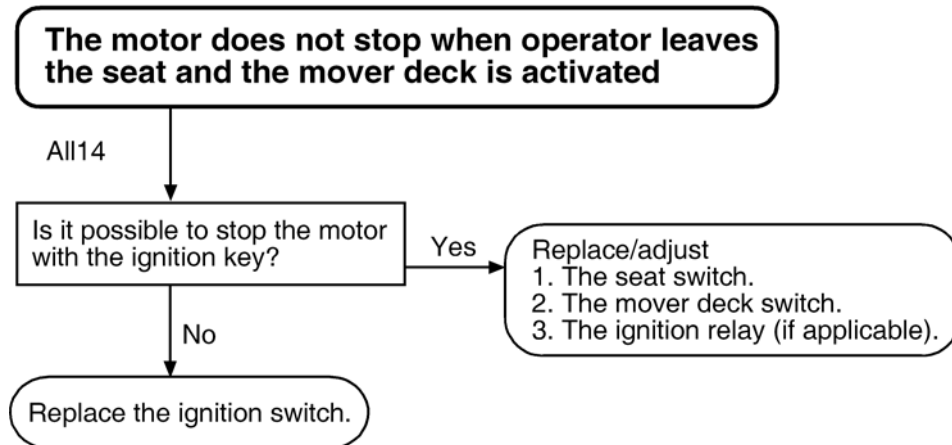 The motor does not stop when operator leaves
the seat and the mover deck is activated
All14
Is it possible to stop the motor
with the ignition key?
Yes
Replace/adjust
1. The seat switch.
2. The mover deck switch.
3. The ignition relay (if applicable).
No
Replace the ignition switch.